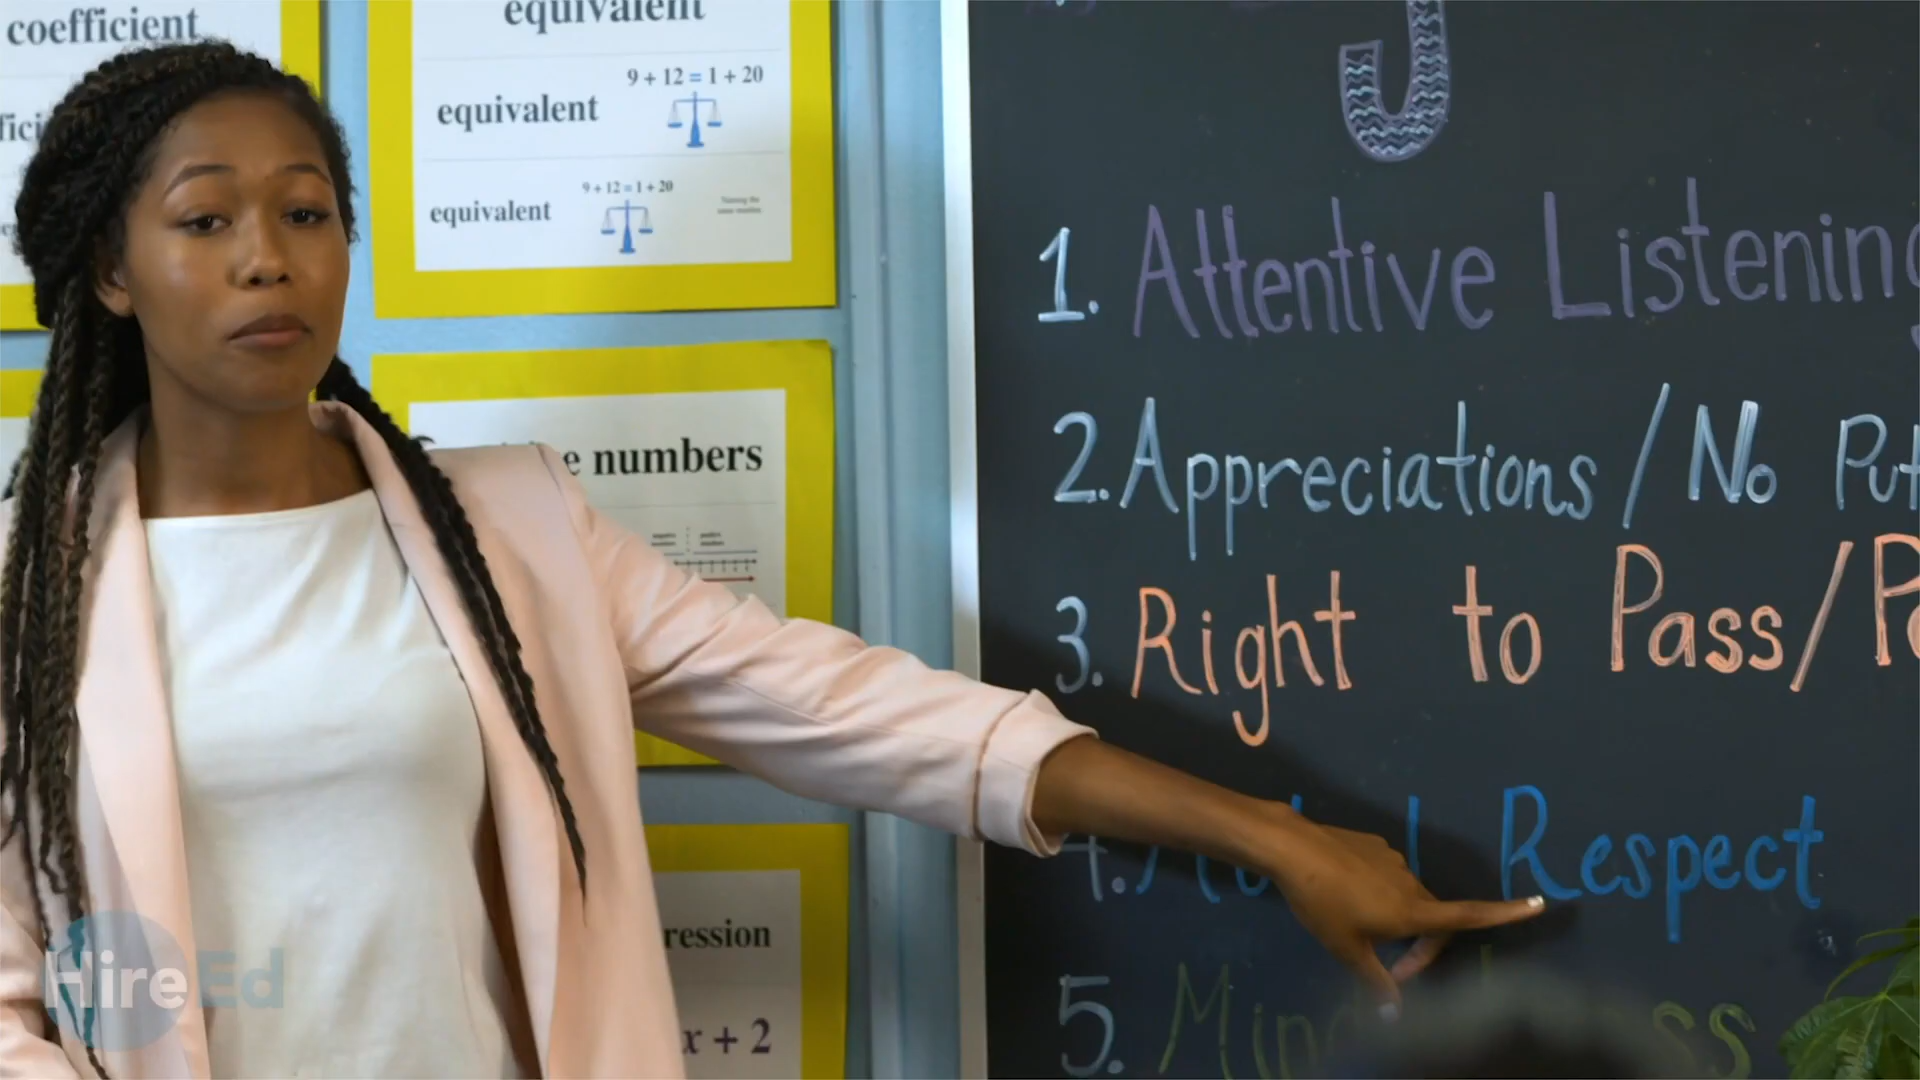 coefficient
equivalent
equivalent
9 + 12 = 1 + 20
equivalent
9 + 12 = 1 + 20
numbers
ression
x + 2
1. Attentive Listening
2. Appreciations / No Put
3. Right to Pass/P
4. Respect
5.
HireEd